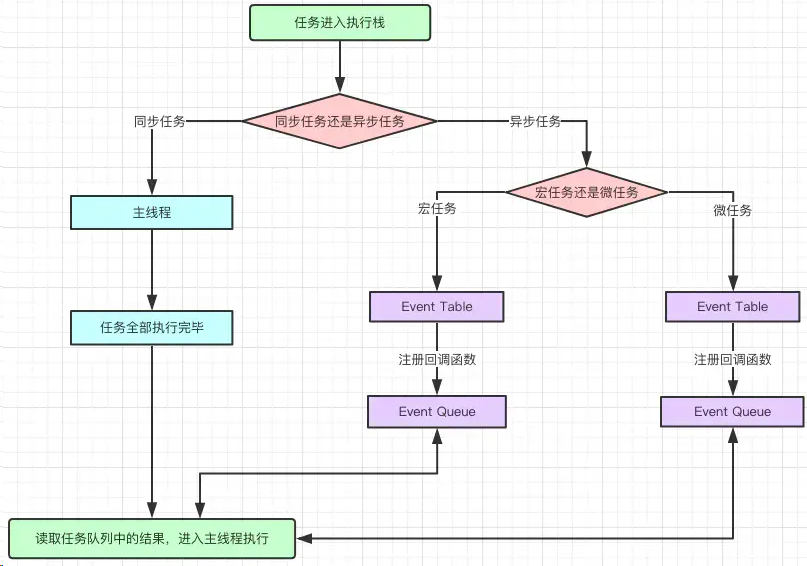 任务进入执行栈
同步任务
同步任务还是异步任务
异步任务
宏任务还是微任务
主线程
宏任务
微任务
Event Table
Event Table
任务全部执行完毕
注册回调函数
注册回调函数
Event Queue
Event Queue
读取任务队列中的结果，进入主线程执行